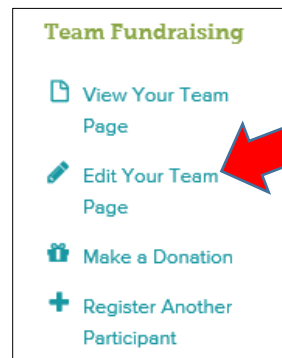 Team Fundraising
View Your Team
Page
Edit Your Team
Page
Make a Donation
Register Another
Participant